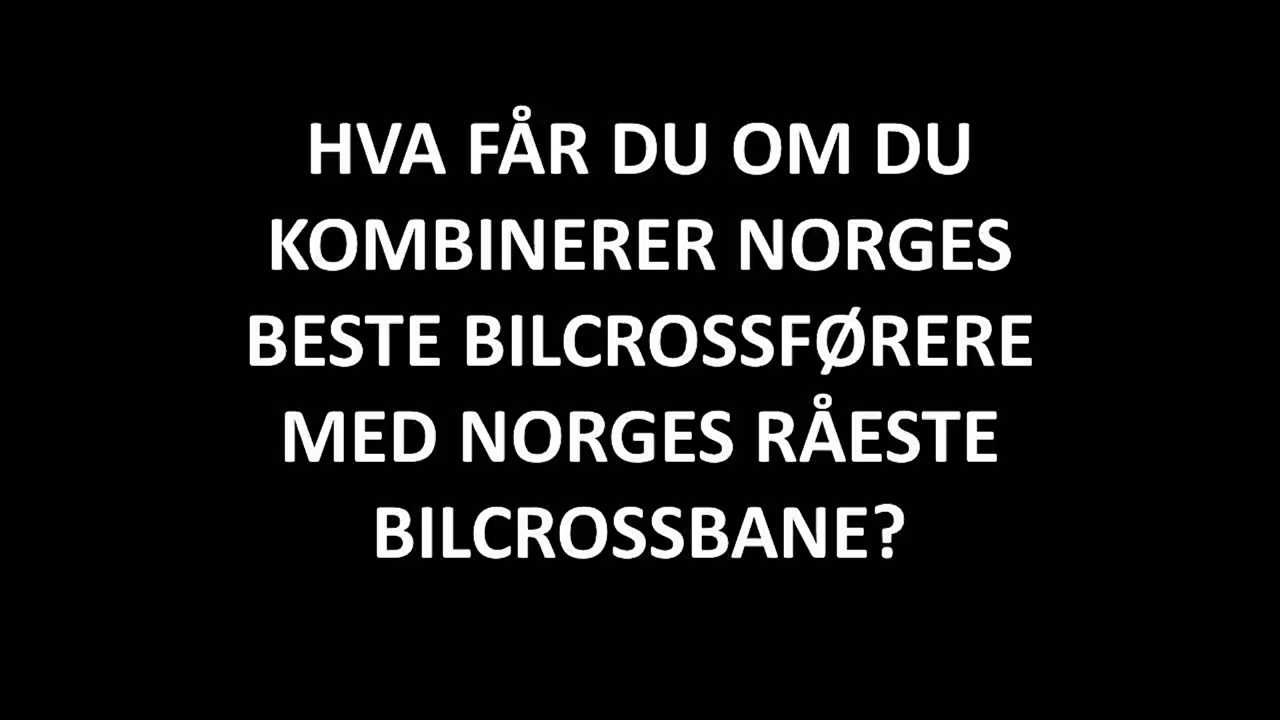 HVA FÅR DU OM DU
KOMBINERER NORGES
BESTE BILCROSSFØRERE
MED NORGES RÅESTE
BILCROSSBANE?